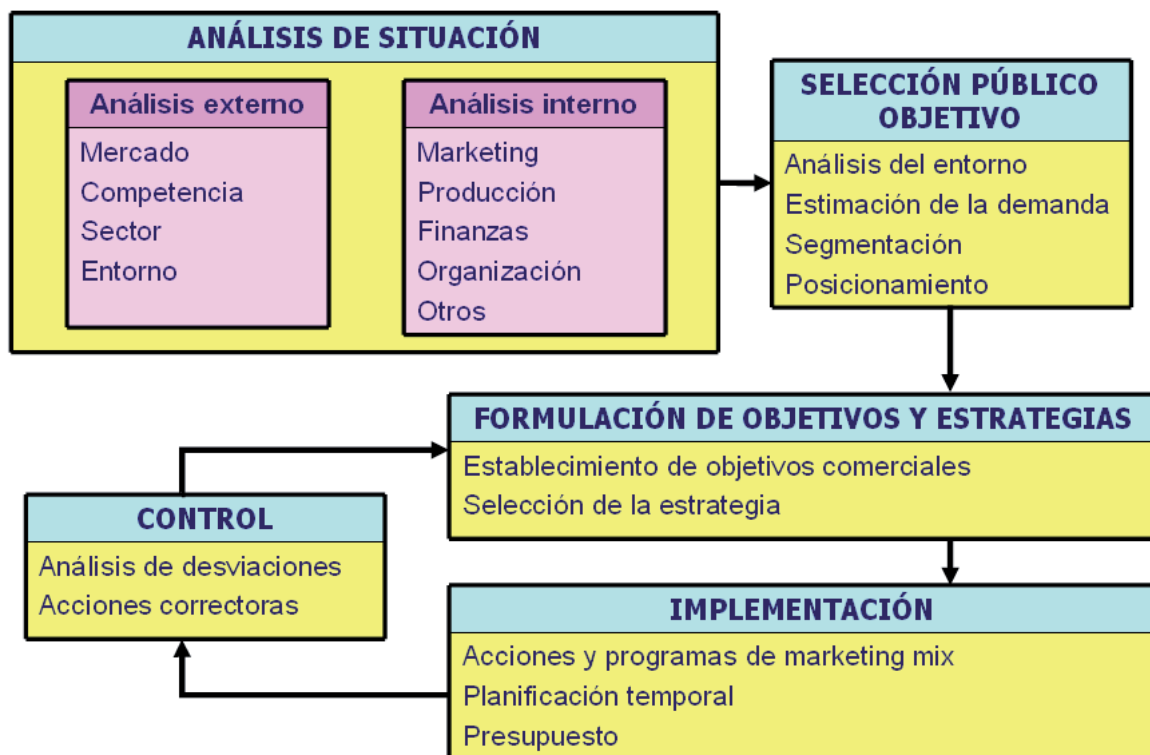 ANÁLISIS DE SITUACIÓN
Análisis externo
Mercado
Competencia
Sector
Entorno
Análisis interno
Marketing
Producción
Finanzas
Organización
Otros
SELECCIÓN PÚBLICO
OBJETIVO
Análisis del entorno
Estimación de la demanda
Segmentación
Posicionamiento
FORMULACIÓN DE OBJETIVOS Y ESTRATEGIAS
Establecimiento de objetivos comerciales
Selección de la estrategia
IMPLEMENTACIÓN
Acciones y programas de marketing mix
Planificación temporal
Presupuesto
CONTROL
Análisis de desviaciones
Acciones correctoras